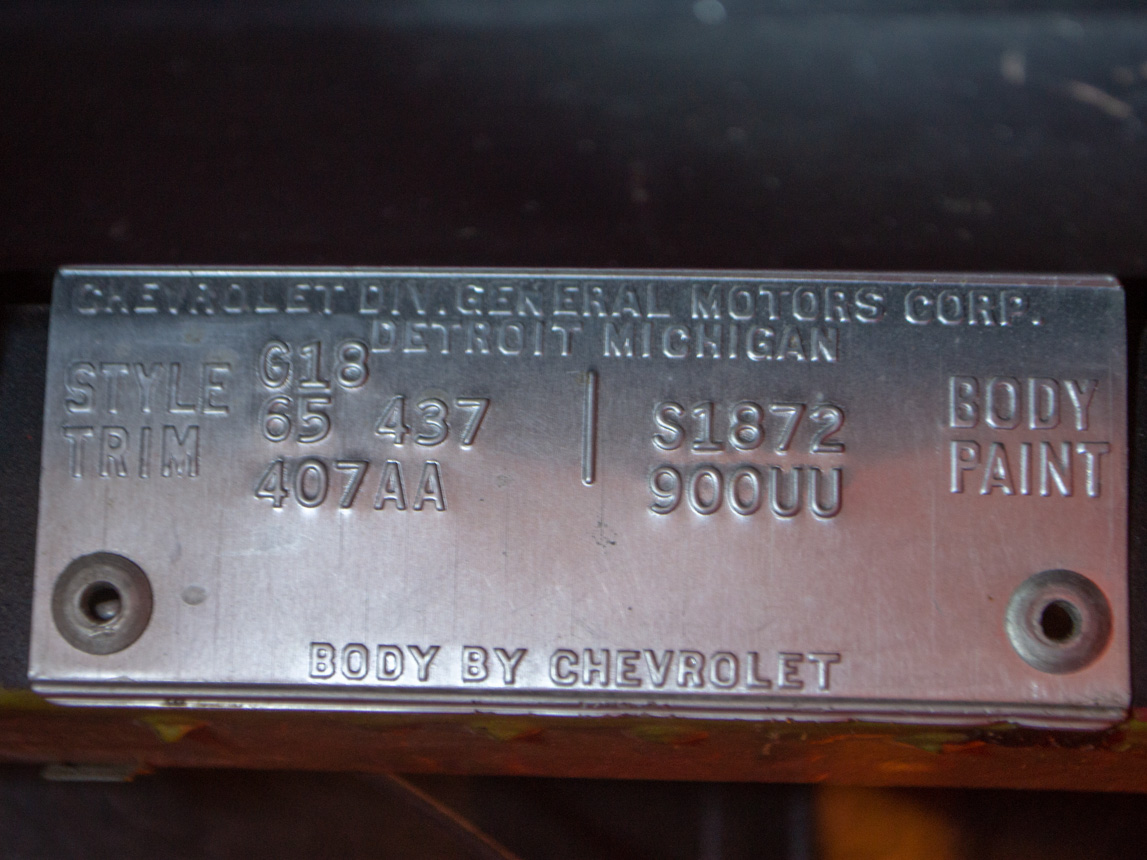 CHEVROLET DIV. GENERAL MOTORS CORP.
DETROIT MICHIGAN
G18
STYLE 65 437 | S1872 BODY
TRIM 407AA 900UU PAINT
BODY BY CHEVROLET